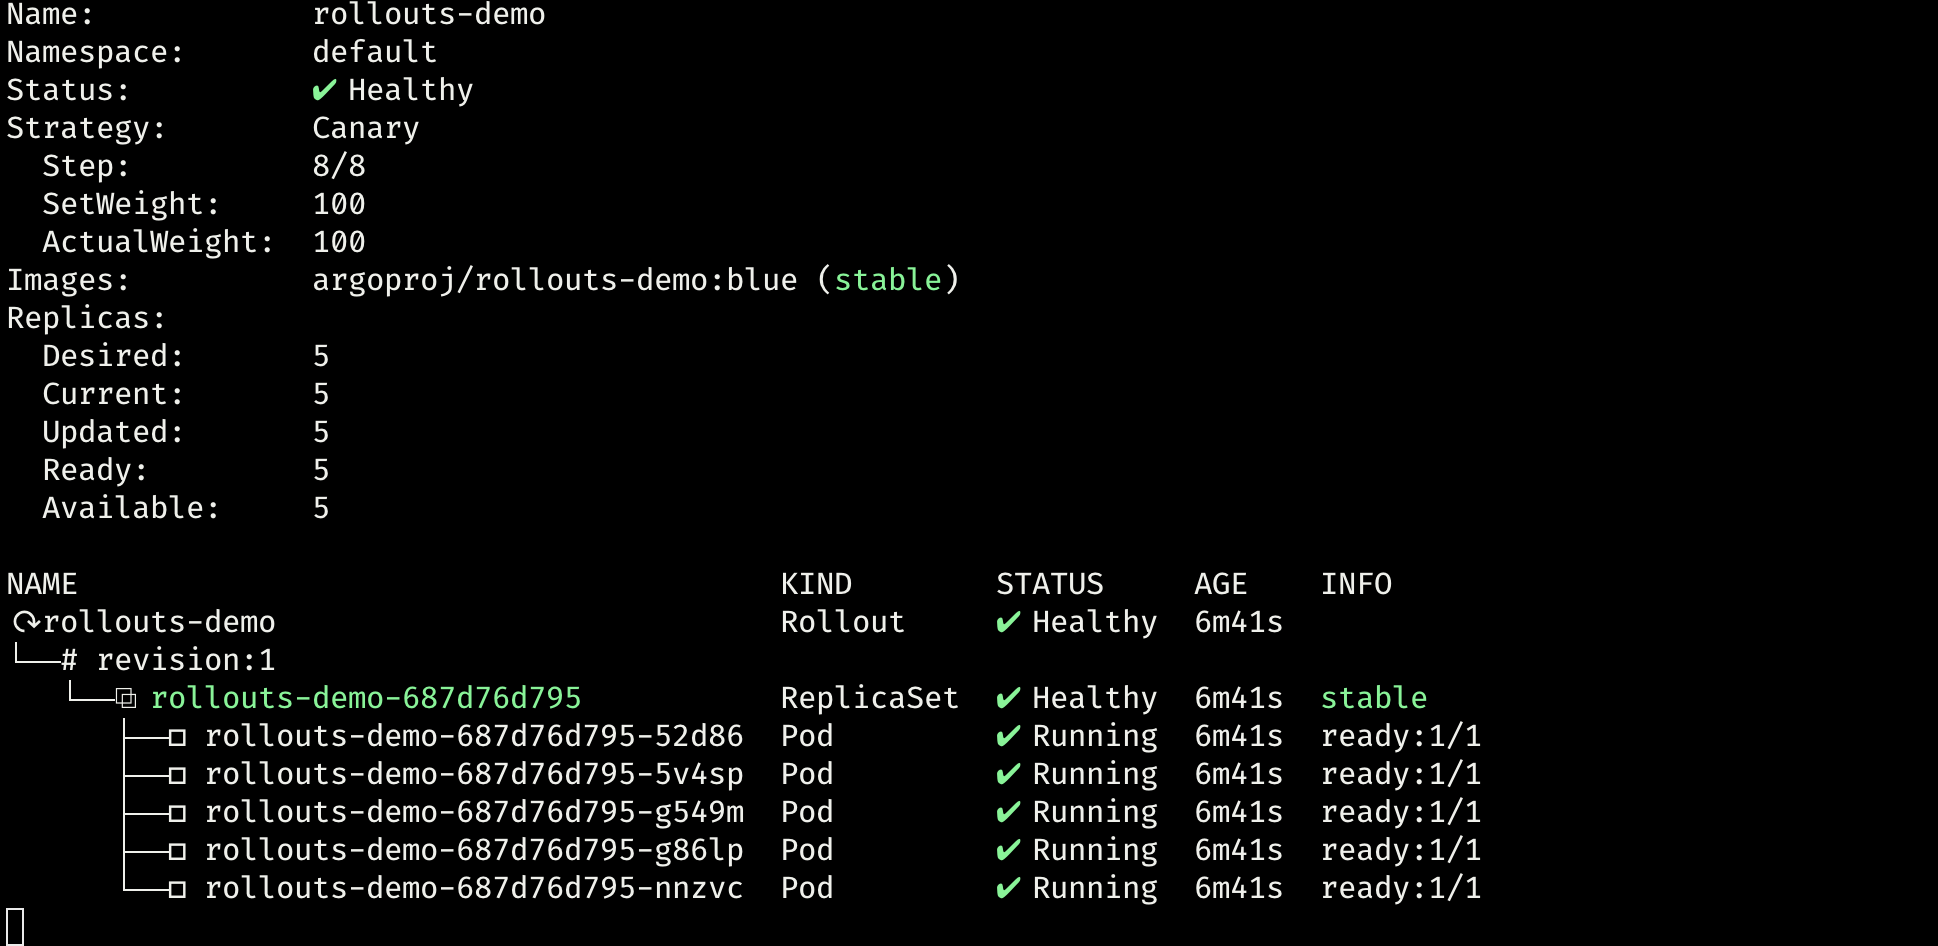 Name:            rollouts-demo
Namespace:       default
Status:          ✔ Healthy
Strategy:        Canary
  Step:          8/8
  SetWeight:     100
  ActualWeight:  100
Images:          argoproj/rollouts-demo:blue (stable)
Replicas:
  Desired:       5
  Current:       5
  Updated:       5
  Ready:         5
  Available:     5

NAME                                       KIND        STATUS     AGE    INFO
⟳ rollouts-demo                            Rollout     ✔ Healthy  6m41s
└──# revision:1
   └──⧉ rollouts-demo-687d76d795           ReplicaSet  ✔ Healthy  6m41s  stable
      ├──□ rollouts-demo-687d76d795-52d86  Pod         ✔ Running  6m41s  ready:1/1
      ├──□ rollouts-demo-687d76d795-5v4sp  Pod         ✔ Running  6m41s  ready:1/1
      ├──□ rollouts-demo-687d76d795-g549m  Pod         ✔ Running  6m41s  ready:1/1
      ├──□ rollouts-demo-687d76d795-g86lp  Pod         ✔ Running  6m41s  ready:1/1
      └──□ rollouts-demo-687d76d795-nnzvc  Pod         ✔ Running  6m41s  ready:1/1